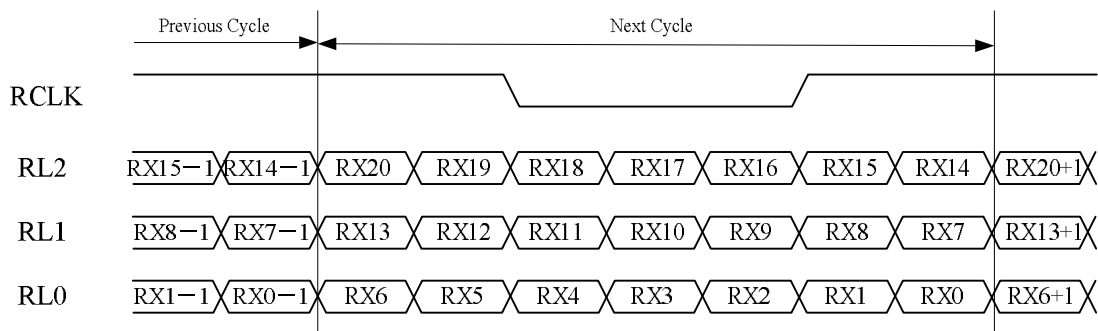 Previous Cycle Next Cycle
RCLK
RL2 RX15−1 RX14−1 RX20 RX19 RX18 RX17 RX16 RX15 RX14 RX20+1
RL1 RX8−1 RX7−1 RX13 RX12 RX11 RX10 RX9 RX8 RX7 RX13+1
RL0 RX1−1 RX0−1 RX6 RX5 RX4 RX3 RX2 RX1 RX0 RX6+1